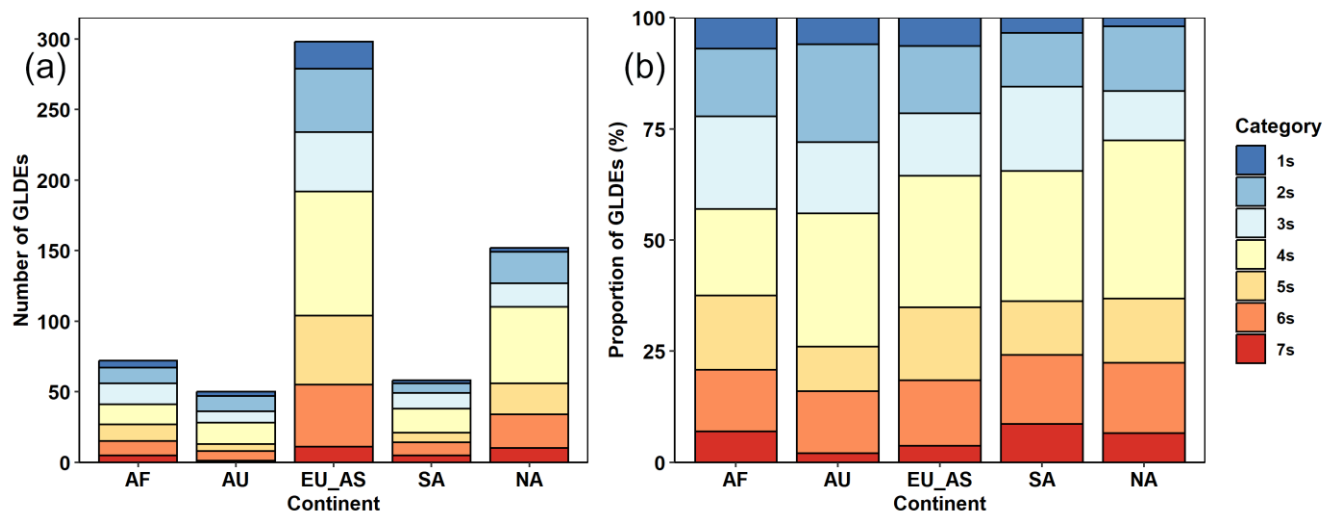 (a)
Number of GLDEs
300
250
200
150
100
50
0
AF AU EU_AS SA NA
Continent
(b)
Proportion of GLDEs (%)
100
75
50
25
0
AF AU EU_AS SA NA
Continent
Category
1s
2s
3s
4s
5s
6s
7s